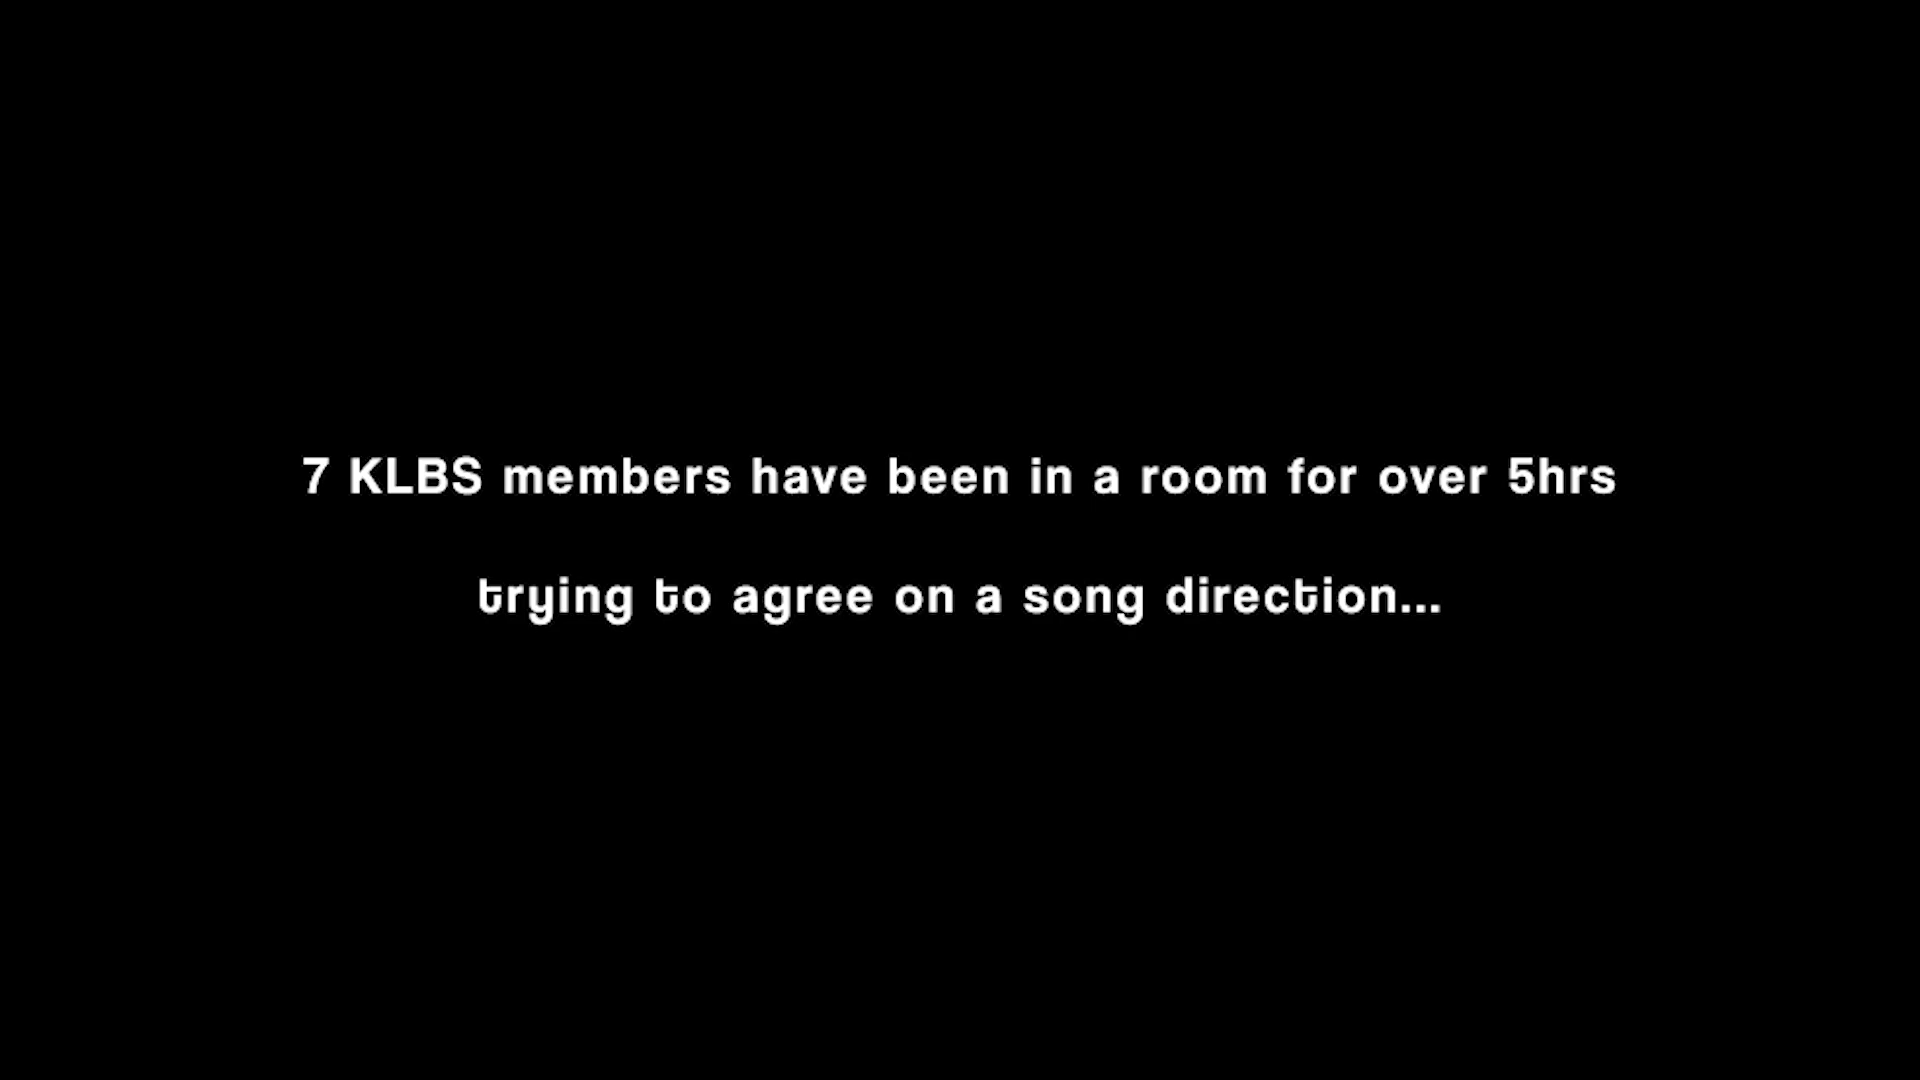 7 KLBS members have been in a room for over 5hrs
trying to agree on a song direction...